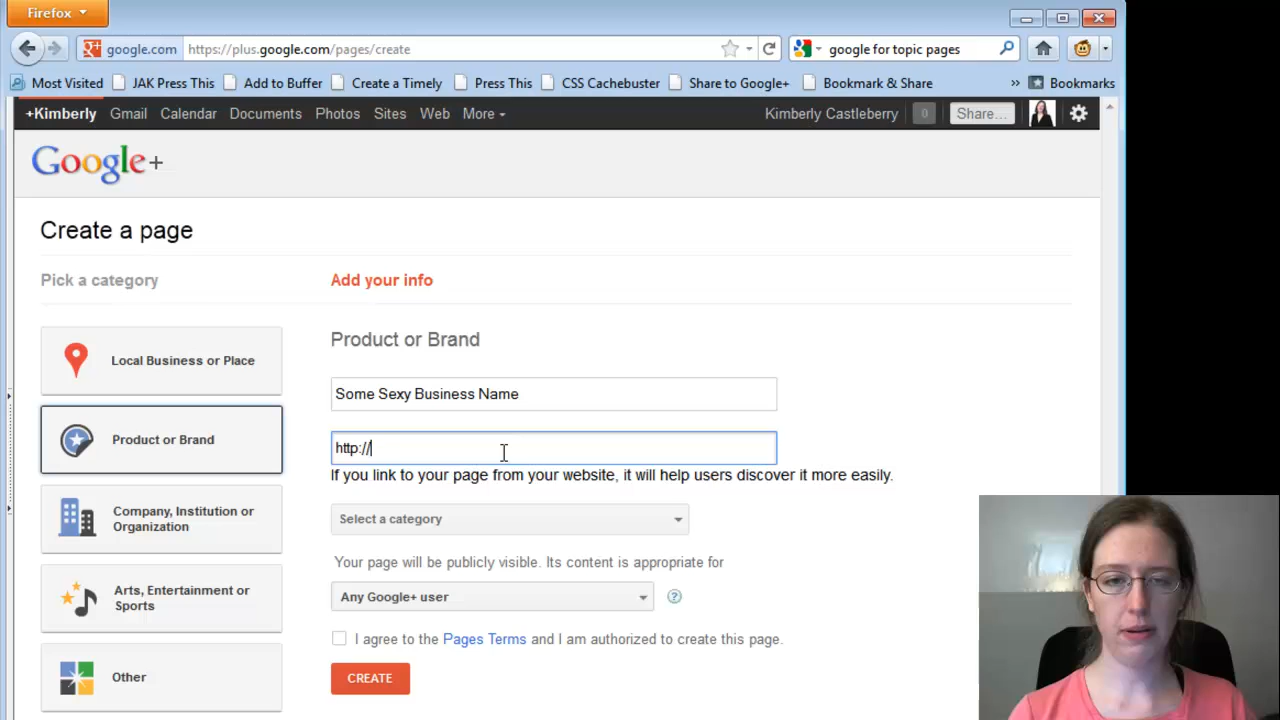 Firefox
google.com https://plus.google.com/pages/create google for topic pages
Most Visited JAK Press This Add to Buffer Create a Timely Press This CSS Cachebuster Share to Google+ Bookmark & Share » Bookmarks
+Kimberly Gmail Calendar Documents Photos Sites Web More Kimberly Castleberry 0 Share...
Google+
Create a page
Pick a category
Add your info
Local Business or Place
Product or Brand
Company, Institution or
Organization
Arts, Entertainment or
Sports
Other
Product or Brand
Some Sexy Business Name
http://
If you link to your page from your website, it will help users discover it more easily.
Select a category
Your page will be publicly visible. Its content is appropriate for
Any Google+ user ?
I agree to the Pages Terms and I am authorized to create this page.
CREATE